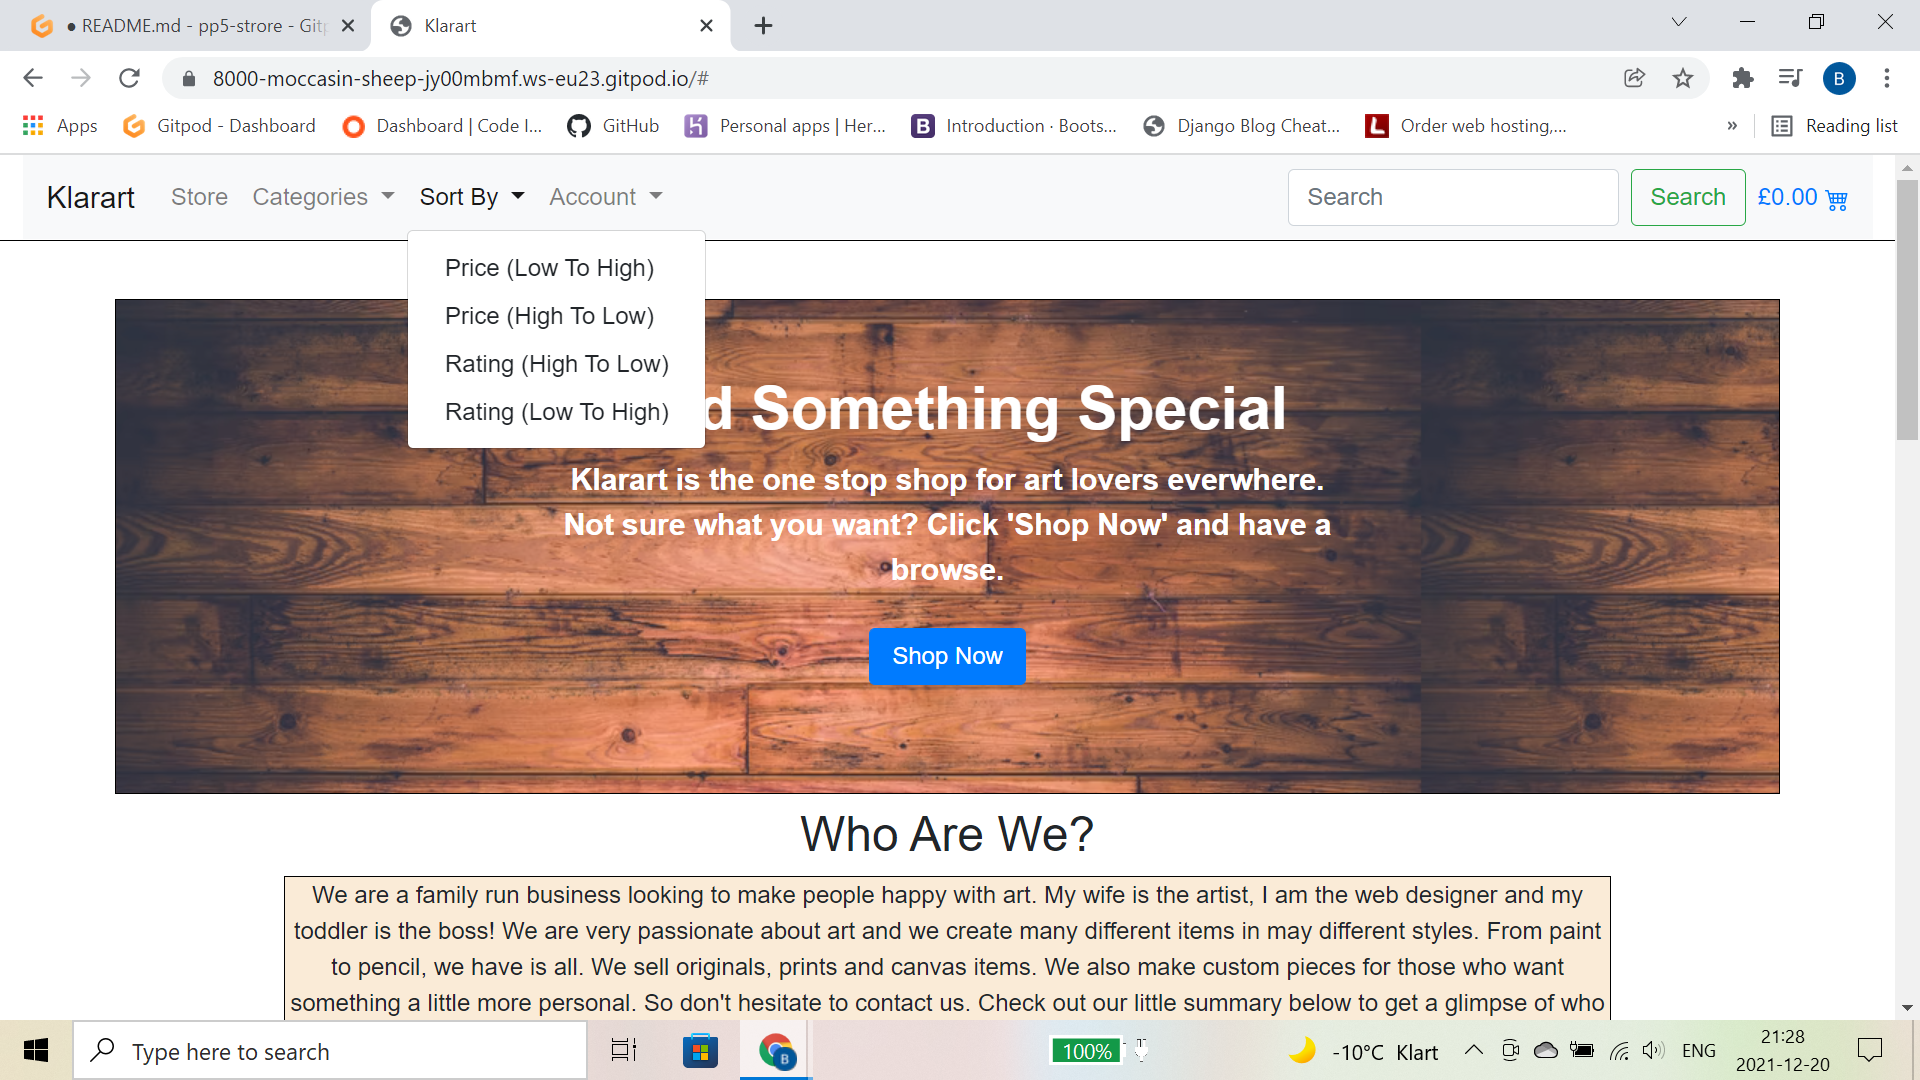 ● README.md - pp5-strore - Git
Klarart
8000-moccasin-sheep-jy00mbmf.ws-eu23.gitpod.io/#
B
Apps
Gitpod - Dashboard
Dashboard | Code I...
GitHub
Personal apps | Her...
B
Introduction · Boots...
Django Blog Cheat...
L
Order web hosting,...
»
Reading list
Klarart
Store
Categories
Sort By
Account
Search
Search
£0.00
Price (Low To High)
Price (High To Low)
Rating (High To Low)
Rating (Low To High)
d Something Special
Klarart is the one stop shop for art lovers everwhere.
Not sure what you want? Click 'Shop Now' and have a
browse.
Shop Now
Who Are We?
We are a family run business looking to make people happy with art. My wife is the artist, I am the web designer and my
toddler is the boss! We are very passionate about art and we create many different items in may different styles. From paint
to pencil, we have is all. We sell originals, prints and canvas items. We also make custom pieces for those who want
something a little more personal. So don't hesitate to contact us. Check out our little summary below to get a glimpse of who
Type here to search
B
100%
-10°C Klart
ENG
21:28
2021-12-20